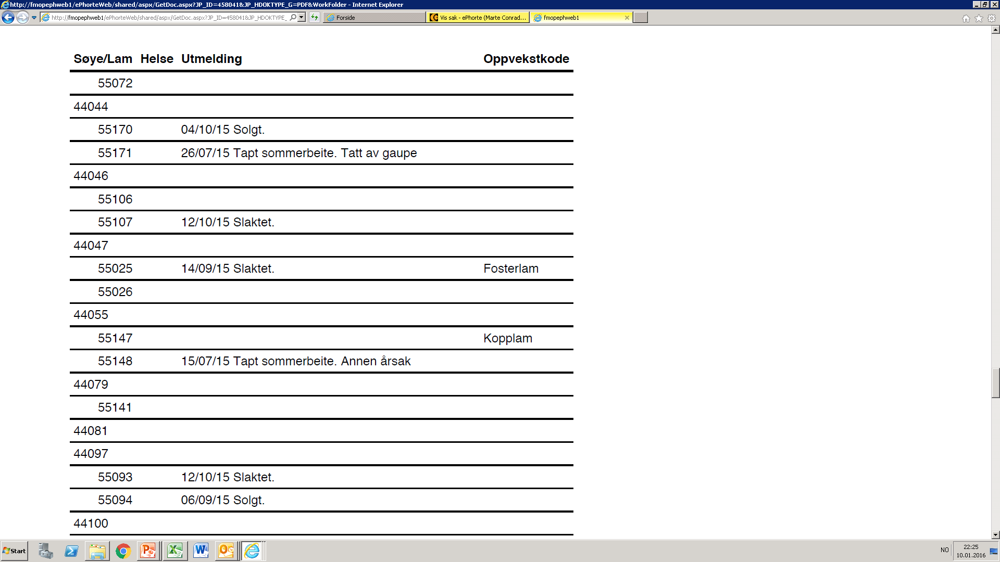 http://fmopephweb1/ePhorteWeb/shared/aspx/GetDoc.aspx?JP_ID=458041&JP_HDOKTYPE_G=PDF&WorkFolder - Internet Explorer
http://fmopephweb1/ePhorteWeb/shared/aspx/GetDoc.aspx?JP_ID=458041&JP_HDOKTYPE_ Forside Vis sak - ePhorte (Marte Conrad... fmopephweb1
Søye/Lam Helse Utmelding Oppvekstkode
55072
44044
55170 04/10/15 Solgt.
55171 26/07/15 Tapt sommerbeite. Tatt av gaupe
44046
55106
55107 12/10/15 Slaktet.
44047
55025 14/09/15 Slaktet. Fosterlam
55026
44055
55147 Kopplam
55148 15/07/15 Tapt sommerbeite. Annen årsak
44079
55141
44081
44097
55093 12/10/15 Slaktet.
55094 06/09/15 Solgt.
44100
Start NO 22:25
10.01.2016